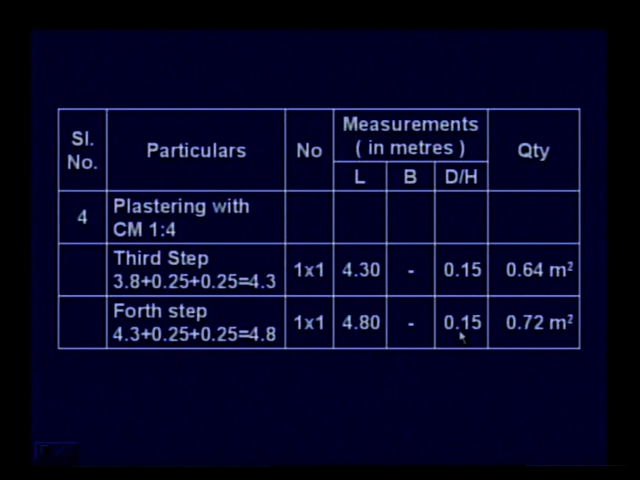 Sl. No. Particulars No Measurements ( in metres ) Qty
L B D/H
4 Plastering with CM 1:4
Third Step 3.8+0.25+0.25=4.3 1x1 4.30 - 0.15 0.64 m²
Forth step 4.3+0.25+0.25=4.8 1x1 4.80 - 0.15 0.72 m²